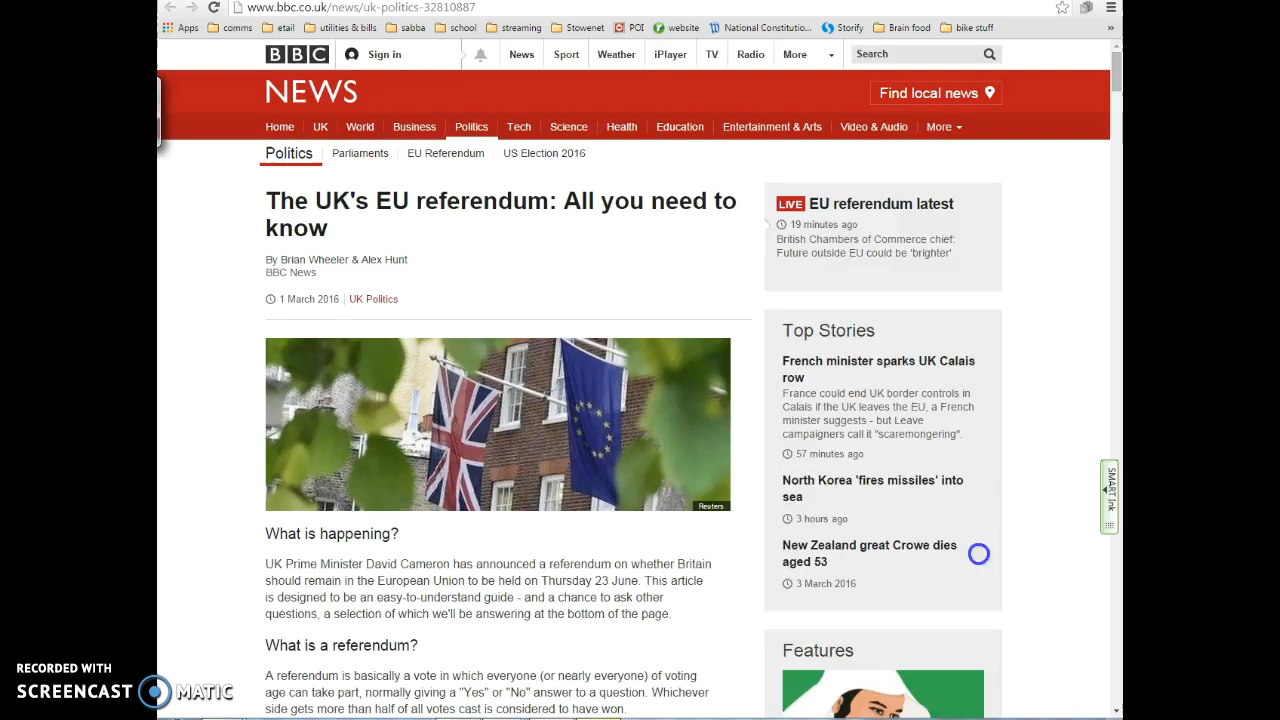 www.bbc.co.uk/news/uk-politics-32810887
Apps comms etail utilities & bills sabba school streaming Stowenet POI website National Constitutio... Storify Brain food bike stuff »
BBC Sign in News Sport Weather iPlayer TV Radio More Search
NEWS Find local news
Home UK World Business Politics Tech Science Health Education Entertainment & Arts Video & Audio More
Politics Parliaments EU Referendum US Election 2016
The UK's EU referendum: All you need to
know
By Brian Wheeler & Alex Hunt
BBC News
1 March 2016 UK Politics
Reuters
What is happening?
UK Prime Minister David Cameron has announced a referendum on whether Britain
should remain in the European Union to be held on Thursday 23 June. This article
is designed to be an easy-to-understand guide - and a chance to ask other
questions, a selection of which we'll be answering at the bottom of the page.
What is a referendum?
A referendum is basically a vote in which everyone (or nearly everyone) of voting
age can take part, normally giving a "Yes" or "No" answer to a question. Whichever
side gets more than half of all votes cast is considered to have won.
LIVE EU referendum latest
19 minutes ago
British Chambers of Commerce chief:
Future outside EU could be 'brighter'
Top Stories
French minister sparks UK Calais
row
France could end UK border controls in
Calais if the UK leaves the EU, a French
minister suggests - but Leave
campaigners call it "scaremongering".
57 minutes ago
North Korea 'fires missiles' into
sea
3 hours ago
New Zealand great Crowe dies
aged 53
3 March 2016
Features
SMART Ink
RECORDED WITH
SCREENCAST MATIC